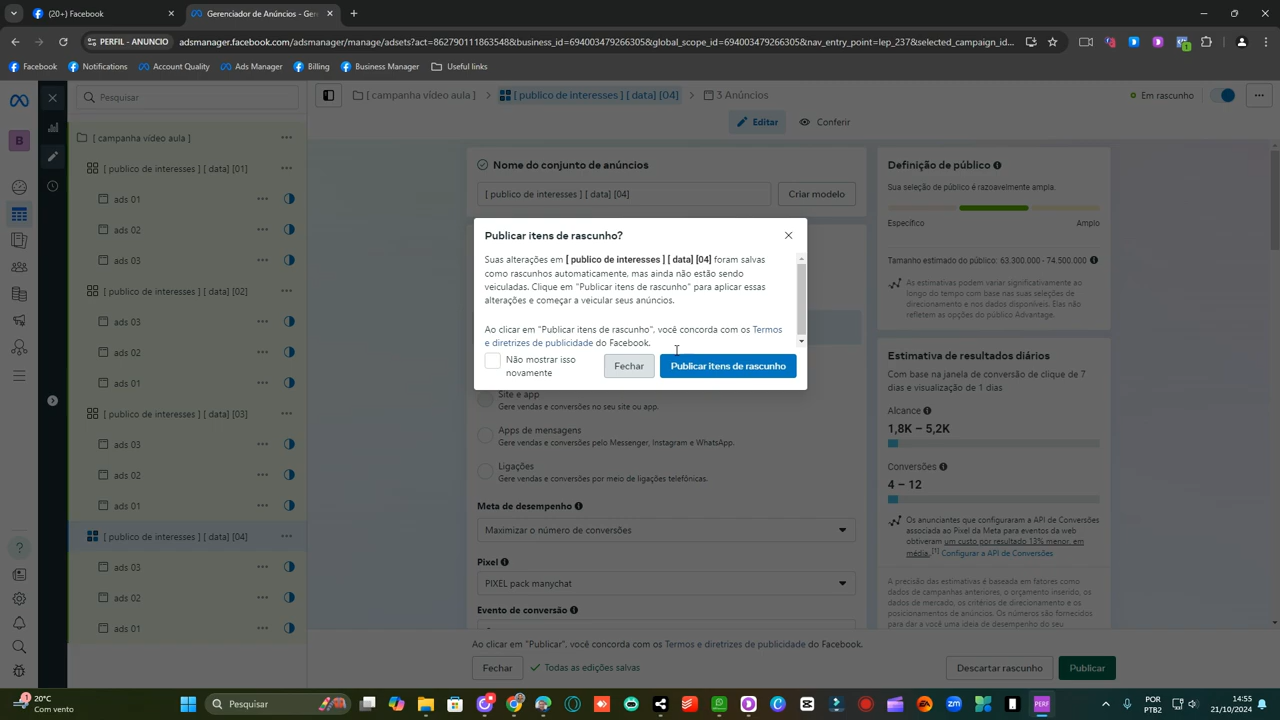 (20+) Facebook
Gerenciador de Anúncios - Ger
PERFIL - ANUNCIO
adsmanager.facebook.com/adsmanager/manage/adsets?act=862790111863548&business_id=694003479266305&global_scope_id=694003479266305&nav_entry_point=lep_237&selected_campaign_id...
Facebook
Notifications
Account Quality
Ads Manager
Billing
Business Manager
Useful links
Pesquisar
[ campanha vídeo aula ]
[ publico de interesses ] [ data] [04]
3 Anúncios
Em rascunho
Editar
Conferir
B
[ campanha vídeo aula ]
[ publico de interesses ] [ data] [01]
ads 01
ads 02
ads 03
[ publico de interesses ] [ data] [02]
ads 03
ads 02
ads 01
[ publico de interesses ] [ data] [03]
ads 03
ads 02
ads 01
[ publico de interesses ] [ data] [04]
ads 03
ads 02
ads 01
Nome do conjunto de anúncios
[ publico de interesses ] [ data] [04]
Criar modelo
Publicar itens de rascunho?
Suas alterações em [ publico de interesses ] [ data] [04] foram salvas
como rascunhos automaticamente, mas ainda não estão sendo
veiculadas. Clique em "Publicar itens de rascunho" para aplicar essas
alterações e começar a veicular seus anúncios.
Ao clicar em "Publicar itens de rascunho", você concorda com os Termos
e diretrizes de publicidade do Facebook.
Não mostrar isso
novamente
Fechar
Publicar itens de rascunho
Site e app
Gere vendas e conversões no seu site ou app.
Apps de mensagens
Gere vendas e conversões pelo Messenger, Instagram e WhatsApp.
Ligações
Gere vendas e conversões por meio de ligações telefônicas.
Meta de desempenho
Maximizar o número de conversões
Pixel
PIXEL pack manychat
Evento de conversão
Definição de público
Sua seleção de público é razoavelmente ampla.
Específico
Amplo
Tamanho estimado do público: 63.300.000 - 74.500.000
As estimativas podem variar significativamente ao
longo do tempo com base nas suas seleções de
direcionamento e nos dados disponíveis. Elas não
refletem as opções do público Advantage.
Estimativa de resultados diários
Com base na janela de conversão de clique de 7
dias e visualização de 1 dias
Alcance
1,8K – 5,2K
Conversões
4 – 12
Os anunciantes que configuraram a API de Conversões
associada ao Pixel da Meta para eventos da web
obtiveram um custo por resultado 13% menor, em
média.[1] Configurar a API de Conversões
A precisão das estimativas é baseada em fatores como
dados de campanhas anteriores, o orçamento inserido, os
dados de mercado, os critérios de direcionamento e os
posicionamentos de anúncios. Os números são fornecidos
para dar a você uma ideia de desempenho do seu
Ao clicar em "Publicar", você concorda com os Termos e diretrizes de publicidade do Facebook.
Fechar
Todas as edições salvas
Descartar rascunho
Publicar
20°C
Com vento
Pesquisar
PERF
POR
PTB2
14:55
21/10/2024